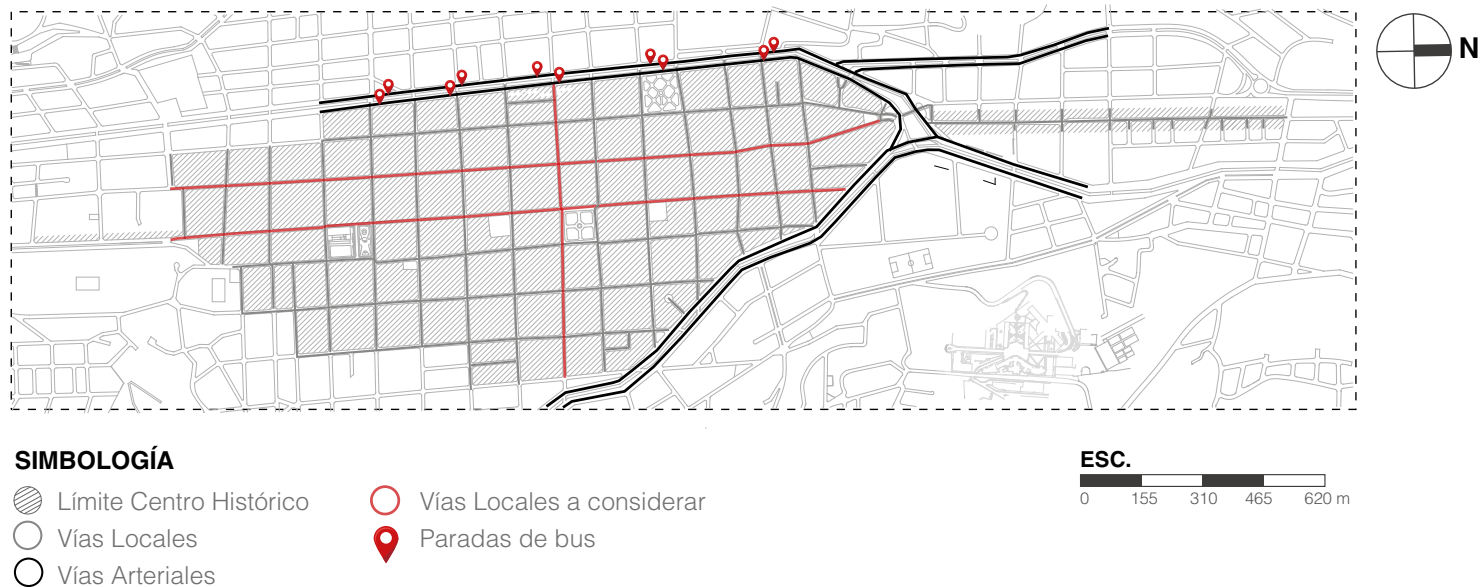 N
SIMBOLOGÍA
Límite Centro Histórico
Vías Locales
Vías Arteriales
Vías Locales a considerar
Paradas de bus
ESC.
0 155 310 465 620 m